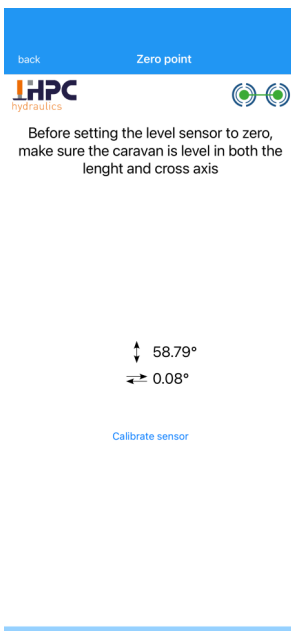 back
Zero point
HPC
hydraulics
Before setting the level sensor to zero,
make sure the caravan is level in both the
lenght and cross axis
58.79°
0.08°
Calibrate sensor